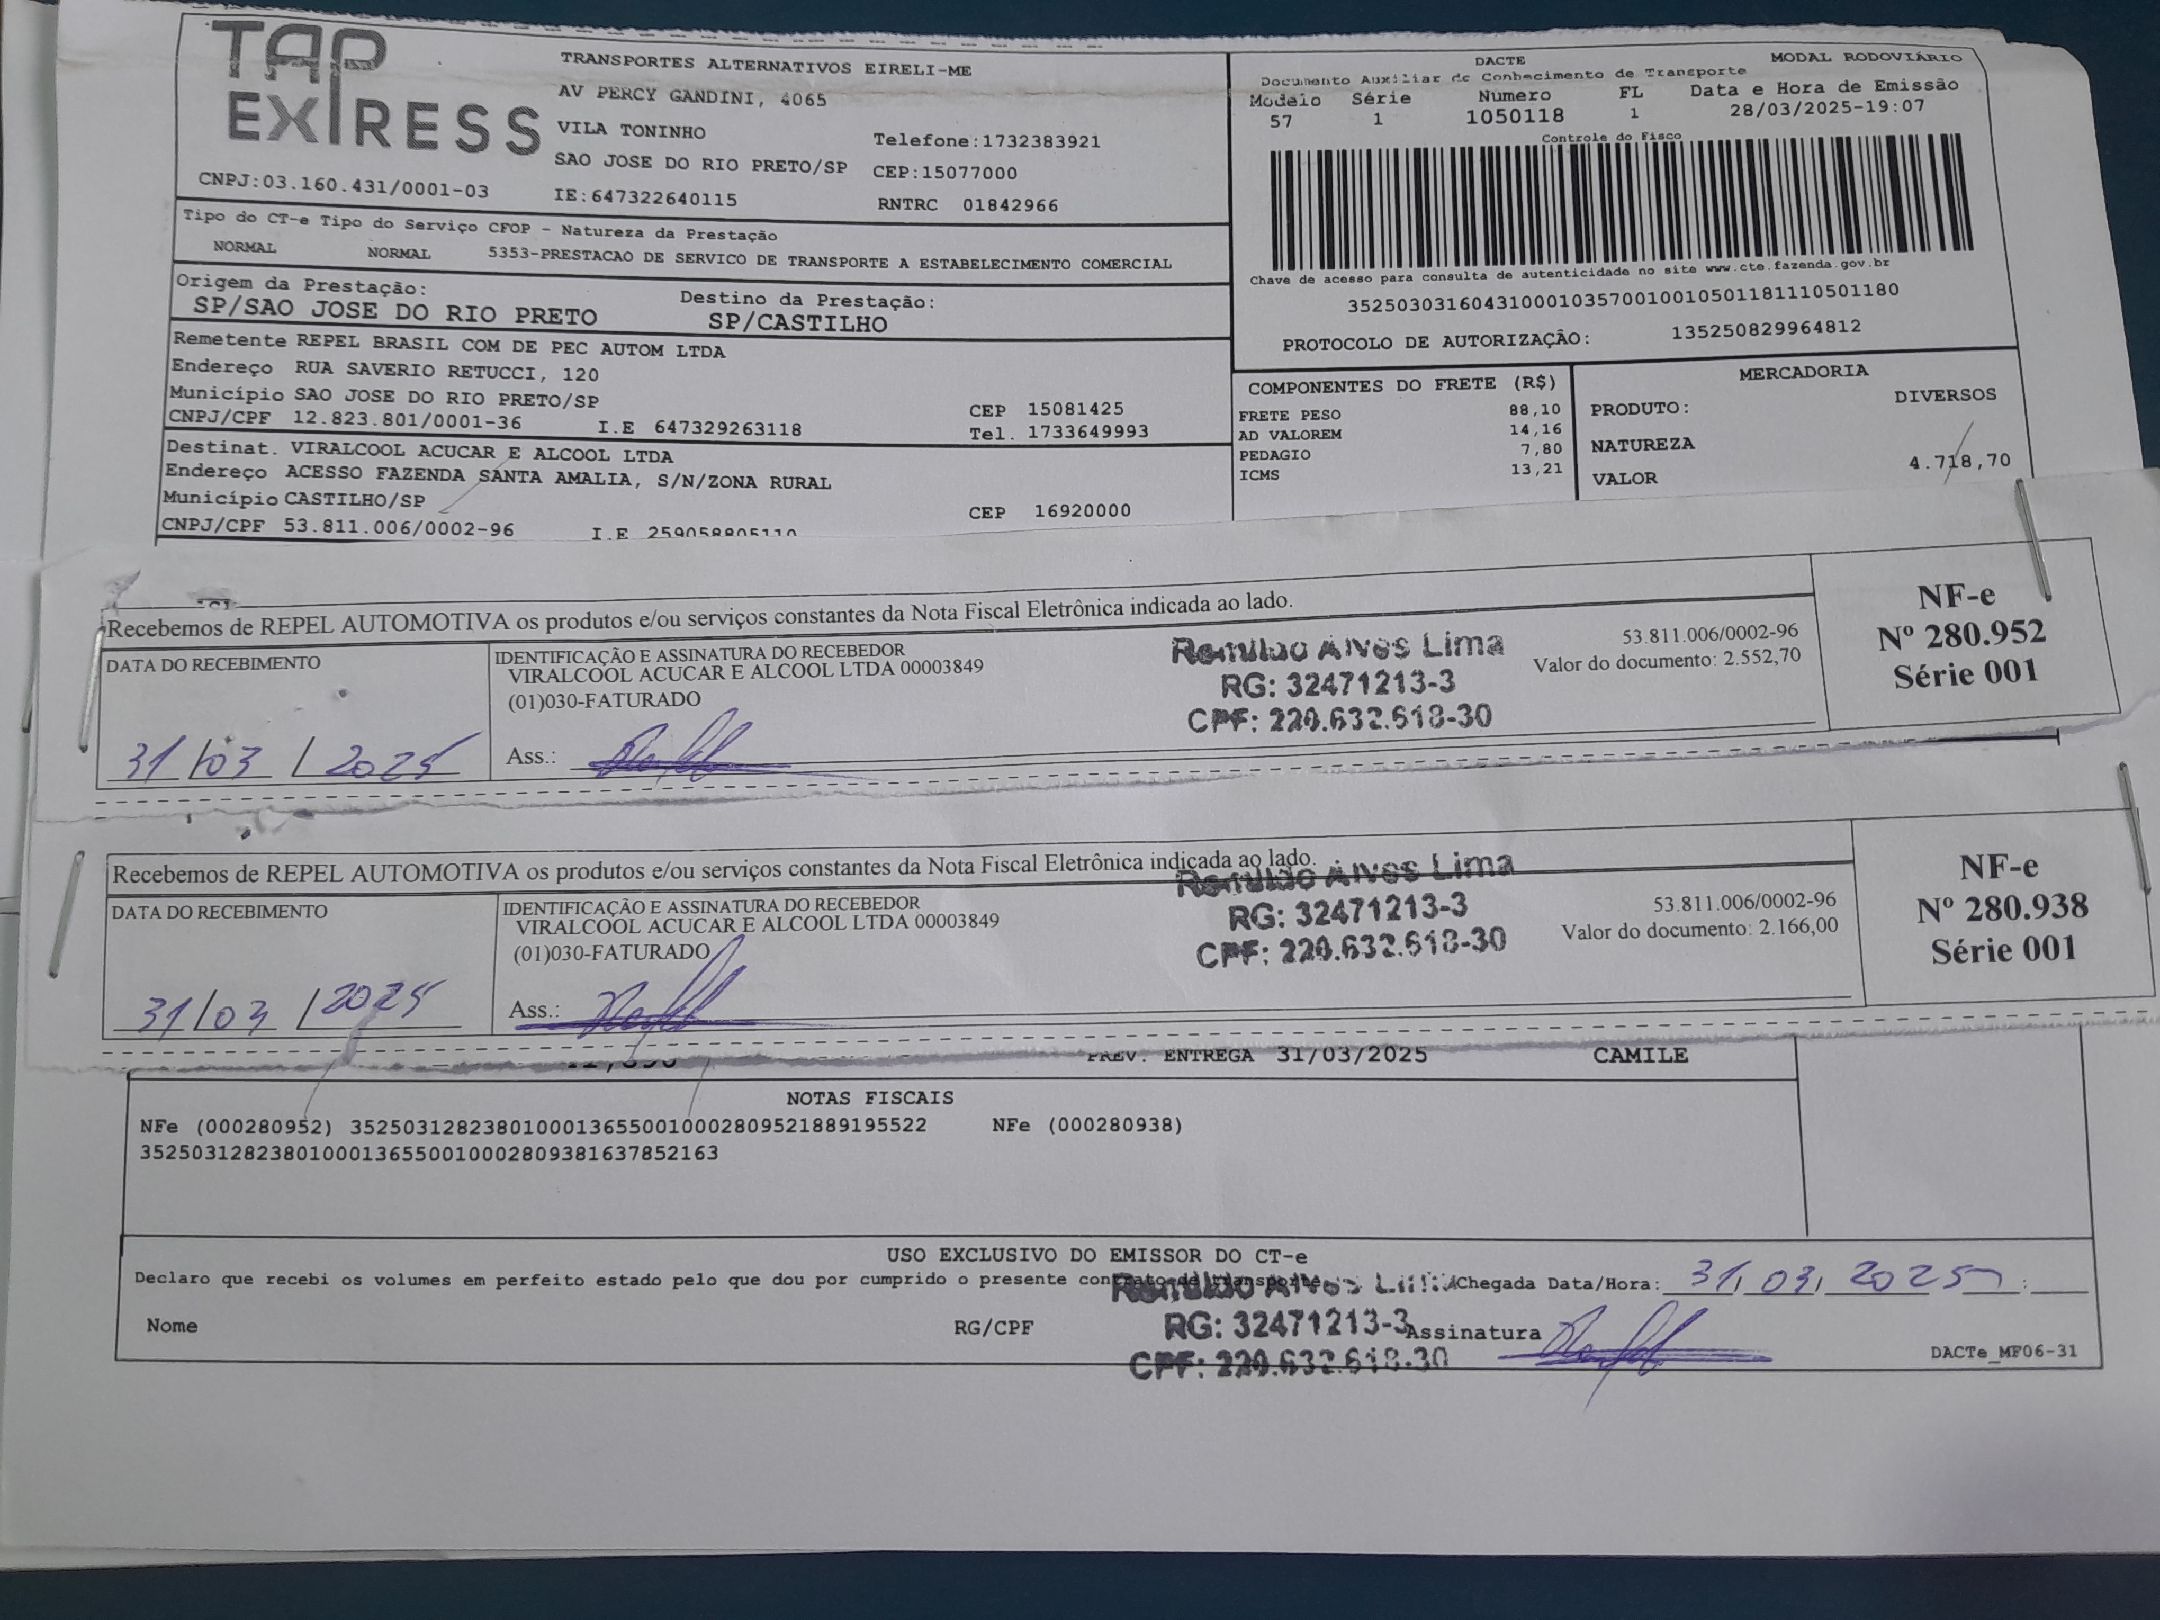 TAP
EXPRESS
TRANSPORTES ALTERNATIVOS EIRELI-ME
AV PERCY GANDINI, 4065
VILA TONINHO
Telefone:1732383921
SAO JOSE DO RIO PRETO/SP
CEP:15077000
CNPJ:03.160.431/0001-03
IE:647322640115
RNTRC 01842966
DACTE
MODAL RODOVIÁRIO
Documento Auxiliar de Conhecimento de Transporte
Modelo Série Número FL Data e Hora de Emissão
57 1 1050118 1 28/03/2025-19:07
Controle do Fisco
Chave de acesso para consulta de autenticidade no site www.cte.fazenda.gov.br
35250303160431000103570010010501181110501180
PROTOCOLO DE AUTORIZAÇÃO: 135250829964812
Tipo do CT-e Tipo do Serviço CFOP - Natureza da Prestação
NORMAL NORMAL 5353-PRESTACAO DE SERVICO DE TRANSPORTE A ESTABELECIMENTO COMERCIAL
Origem da Prestação: Destino da Prestação:
SP/SAO JOSE DO RIO PRETO SP/CASTILHO
Remetente REPEL BRASIL COM DE PEC AUTOM LTDA
Endereço RUA SAVERIO RETUCCI, 120
Município SAO JOSE DO RIO PRETO/SP CEP 15081425
CNPJ/CPF 12.823.801/0001-36 I.E 647329263118 Tel. 1733649993
Destinat. VIRALCOOL ACUCAR E ALCOOL LTDA
Endereço ACESSO FAZENDA SANTA AMALIA, S/N/ZONA RURAL
Município CASTILHO/SP CEP 16920000
CNPJ/CPF 53.811.006/0002-96 I.E 259058805110
COMPONENTES DO FRETE (R$)
FRETE PESO 88,10
AD VALOREM 14,16
PEDAGIO 7,80
ICMS 13,21
MERCADORIA
PRODUTO: DIVERSOS
NATUREZA
VALOR 4.718,70
Recebemos de REPEL AUTOMOTIVA os produtos e/ou serviços constantes da Nota Fiscal Eletrônica indicada ao lado.
DATA DO RECEBIMENTO
31/03/2025
IDENTIFICAÇÃO E ASSINATURA DO RECEBEDOR
VIRALCOOL ACUCAR E ALCOOL LTDA 00003849
(01)030-FATURADO
Ass.:
Alves Lima
RG: 32471213-3
CPF: 220.632.618-30
53.811.006/0002-96
Valor do documento: 2.552,70
NF-e
Nº 280.952
Série 001
Recebemos de REPEL AUTOMOTIVA os produtos e/ou serviços constantes da Nota Fiscal Eletrônica indicada ao lado.
DATA DO RECEBIMENTO
31/03/2025
IDENTIFICAÇÃO E ASSINATURA DO RECEBEDOR
VIRALCOOL ACUCAR E ALCOOL LTDA 00003849
(01)030-FATURADO
Ass.:
Alves Lima
RG: 32471213-3
CPF: 220.632.618-30
53.811.006/0002-96
Valor do documento: 2.166,00
NF-e
Nº 280.938
Série 001
PREV. ENTREGA 31/03/2025 CAMILE
NOTAS FISCAIS
NFe (000280952) 35250312823801000136550010002809521889195522 NFe (000280938)
35250312823801000136550010002809381637852163
USO EXCLUSIVO DO EMISSOR DO CT-e
Declaro que recebi os volumes em perfeito estado pelo que dou por cumprido o presente contrato de transporte. Chegada Data/Hora: 31/03/2025 :
Alves Lima
Nome RG/CPF RG: 32471213-3 Assinatura
CPF: 220.632.618-30
DACTe_MF06-31